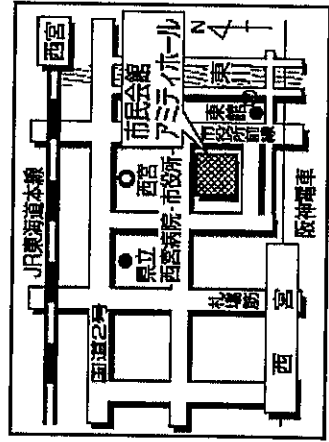 西宮
JR東海道本線
国道2号
市民会館
アミティホール
東川
県立
西宮病院
西宮
市役所
東館
市役所前線
札場筋
西宮
阪神電車
N